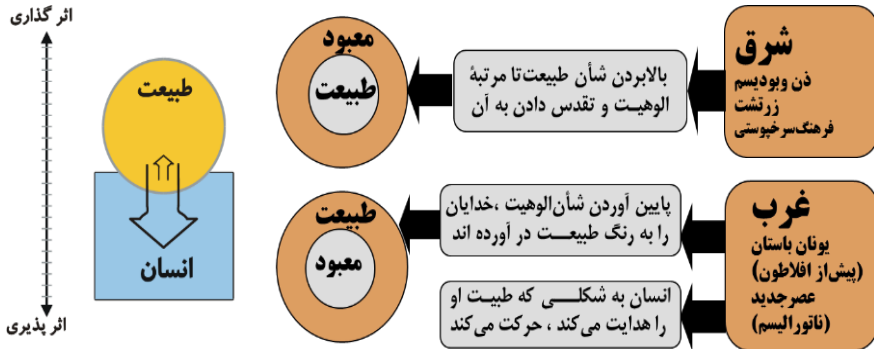 شرق
ذن وبودیسم
زرتشت
فرهنگ‌سرخپوستی
بالابردن شأن طبیعت تا مرتبهٔ
الوهیـت و تقدس دادن به آن
معبود
طبیعت
غرب
یونان باستان
(پیش‌از افلاطون)
عصرجدید
(ناتورالیسم)
پایین آوردن شأن‌الوهیت ،خدایان
را به رنگ طبیعــت در آورده اند
انسان به شکلـــی که طبیت او
را هدایت می‌کند ، حرکت می‌کند
طبیعت
معبود
اثر گذاری
طبیعت
انسان
اثر پذیری